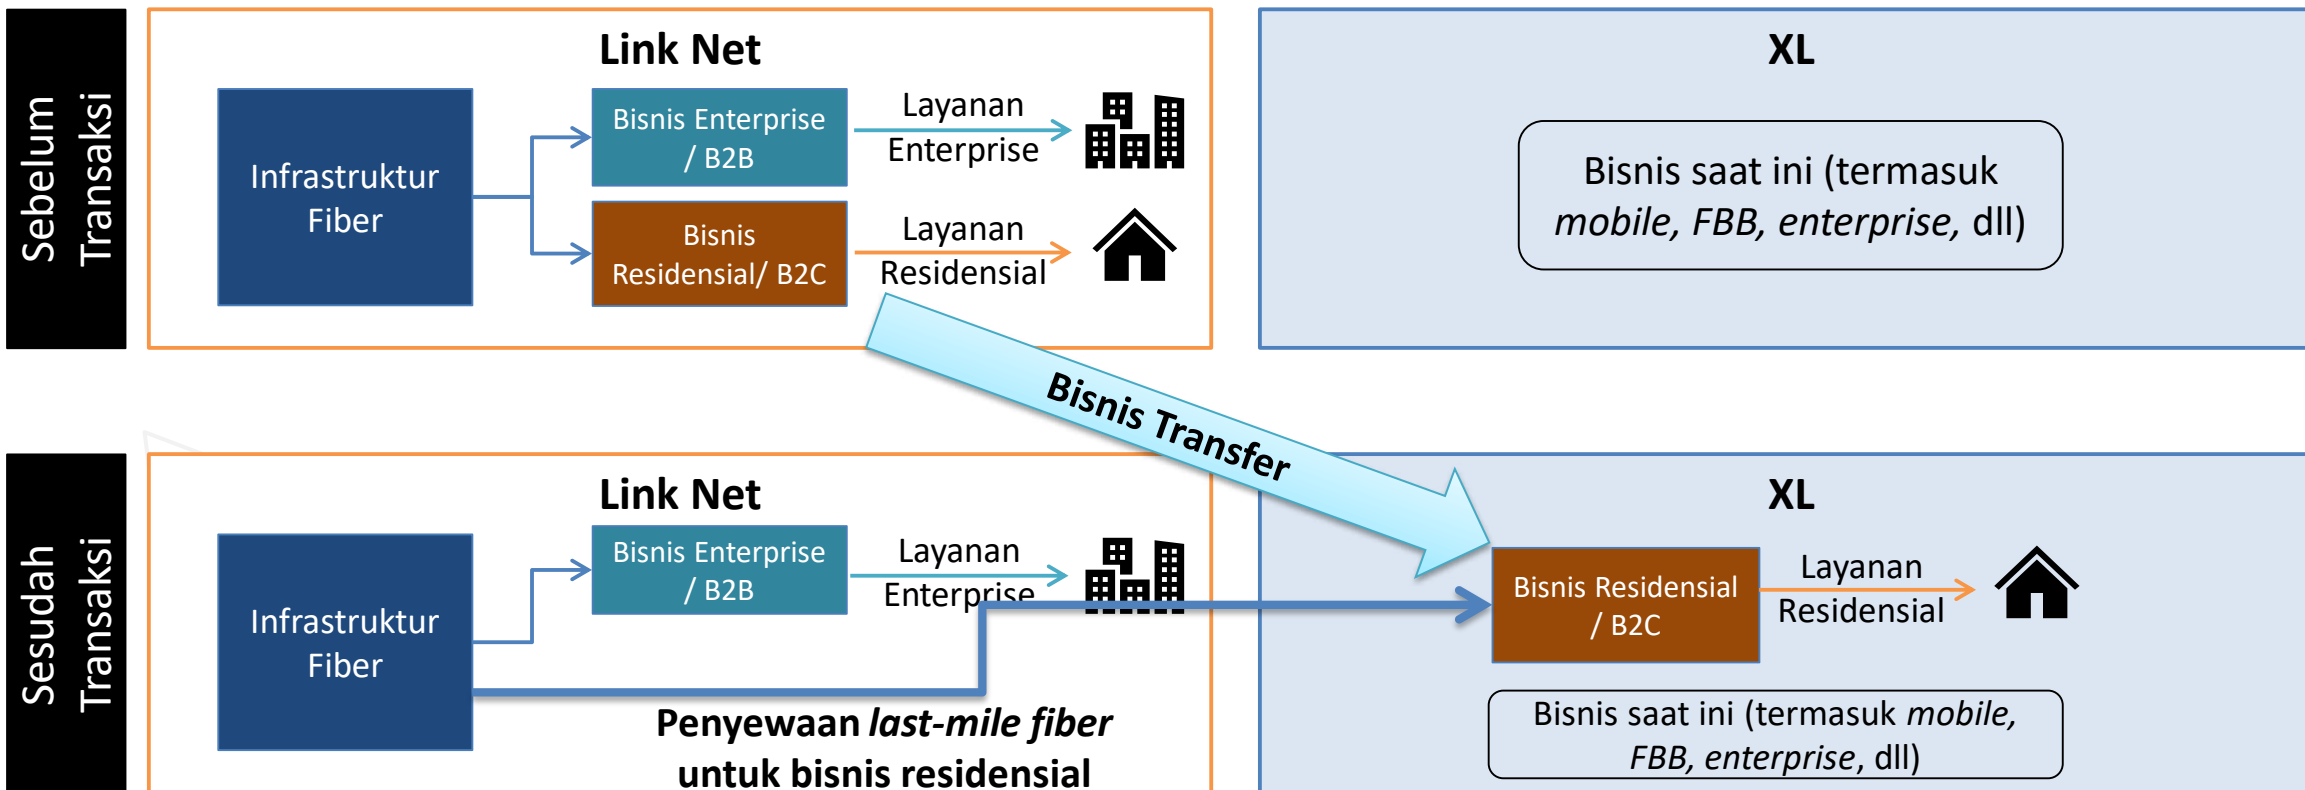 Sebelum
Transaksi
Link Net
Infrastruktur
Fiber
Bisnis Enterprise
/ B2B
Layanan
Enterprise
Bisnis
Residensial/ B2C
Layanan
Residensial
XL
Bisnis saat ini (termasuk
mobile, FBB, enterprise, dll)
Bisnis Transfer
Sesudah
Transaksi
Link Net
Infrastruktur
Fiber
Bisnis Enterprise
/ B2B
Layanan
Enterprise
Penyewaan last-mile fiber
untuk bisnis residensial
XL
Bisnis Residensial
/ B2C
Layanan
Residensial
Bisnis saat ini (termasuk mobile,
FBB, enterprise, dll)